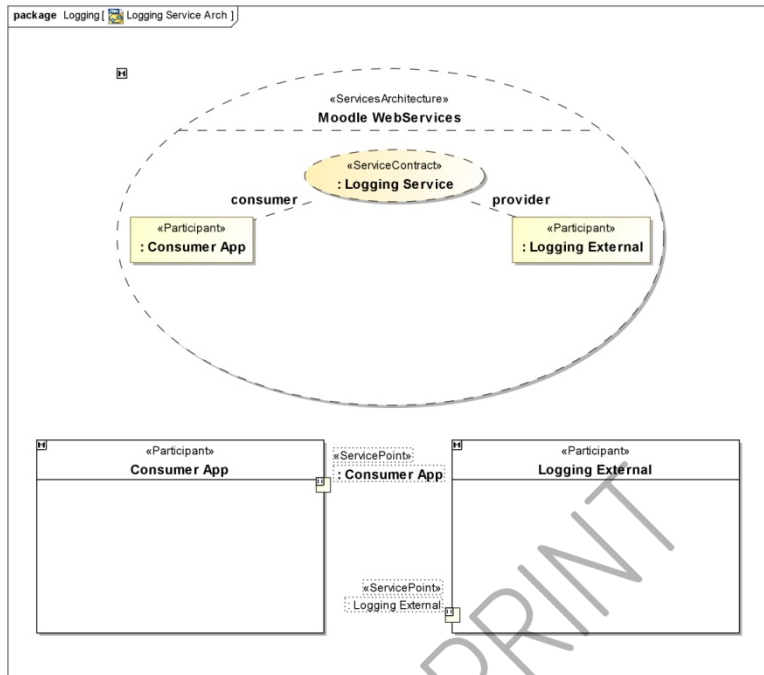 package Logging [ Logging Service Arch ]
«ServicesArchitecture»
Moodle WebServices
«ServiceContract»
: Logging Service
consumer
provider
«Participant»
: Consumer App
«Participant»
: Logging External
«Participant»
Consumer App
«ServicePoint»
: Consumer App
«Participant»
Logging External
«ServicePoint»
: Logging External
PRINT